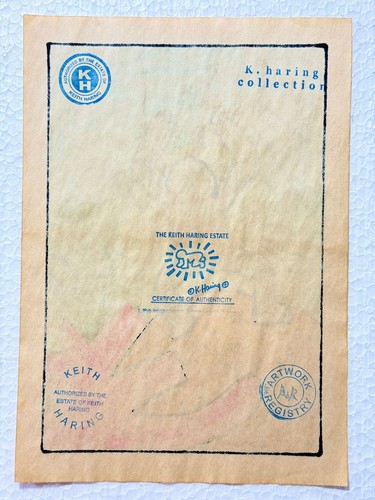 AUTHORIZED BY THE ESTATE OF
KEITH HARING
K H
K. haring
collection
THE KEITH HARING ESTATE
© K. Haring ©
CERTIFICATE OF AUTHENTICITY
KEITH
AUTHORIZED BY THE
ESTATE OF KEITH
HARING
HARING
ARTWORK
REGISTRY